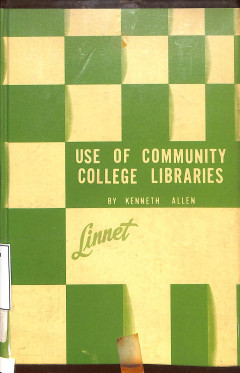 USE OF COMMUNITY
COLLEGE LIBRARIES
BY KENNETH ALLEN
Linnet